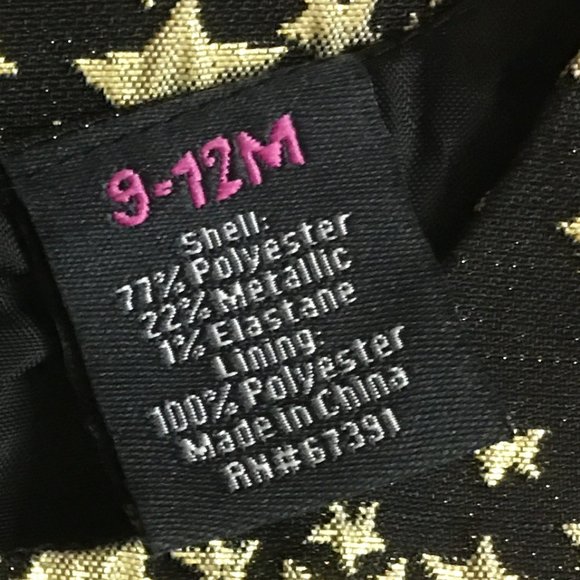 9-12M
Shell:
77% Polyester
22% Metallic
1% Elastane
Lining:
100% Polyester
Made in China
RN#67391